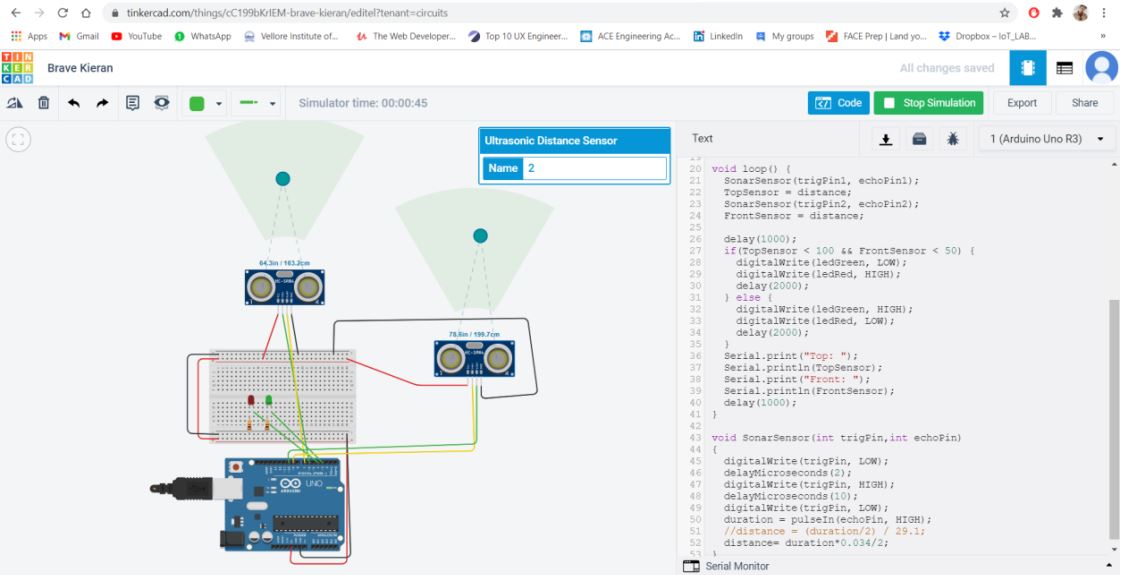 tinkercad.com/things/cC199bKrlEM-brave-kieran/editel?tenant=circuits
Apps Gmail YouTube WhatsApp Vellore Institute of... The Web Developer... Top 10 UX Engineer... ACE Engineering Ac... LinkedIn My groups FACE Prep | Land yo... Dropbox – IoT_LAB... »
TIN
KER
CAD
Brave Kieran
All changes saved
Simulator time: 00:00:45
Code
Stop Simulation
Export
Share
Ultrasonic Distance Sensor
Name 2
64.3in / 163.2cm
HC-SR04
78.6in / 199.7cm
HC-SR04
UNO
ARDUINO
Text
1 (Arduino Uno R3)
19
20 void loop() {
21 SonarSensor(trigPin1, echoPin1);
22 TopSensor = distance;
23 SonarSensor(trigPin2, echoPin2);
24 FrontSensor = distance;
25
26 delay(1000);
27 if(TopSensor < 100 && FrontSensor < 50) {
28 digitalWrite(ledGreen, LOW);
29 digitalWrite(ledRed, HIGH);
30 delay(2000);
31 } else {
32 digitalWrite(ledGreen, HIGH);
33 digitalWrite(ledRed, LOW);
34 delay(2000);
35 }
36 Serial.print("Top: ");
37 Serial.println(TopSensor);
38 Serial.print("Front: ");
39 Serial.println(FrontSensor);
40 delay(1000);
41 }
42
43 void SonarSensor(int trigPin,int echoPin)
44 {
45 digitalWrite(trigPin, LOW);
46 delayMicroseconds(2);
47 digitalWrite(trigPin, HIGH);
48 delayMicroseconds(10);
49 digitalWrite(trigPin, LOW);
50 duration = pulseIn(echoPin, HIGH);
51 //distance = (duration/2) / 29.1;
52 distance= duration*0.034/2;
53 }
Serial Monitor